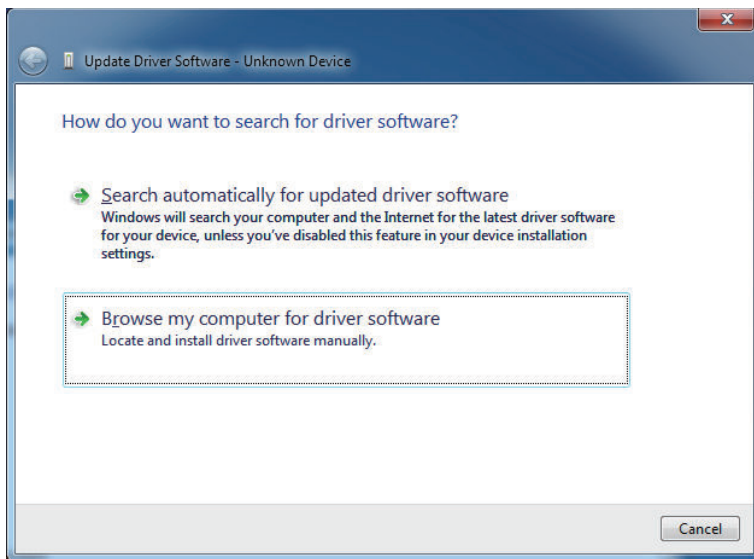 Update Driver Software - Unknown Device
How do you want to search for driver software?
Search automatically for updated driver software
Windows will search your computer and the Internet for the latest driver software
for your device, unless you've disabled this feature in your device installation
settings.
Browse my computer for driver software
Locate and install driver software manually.
Cancel